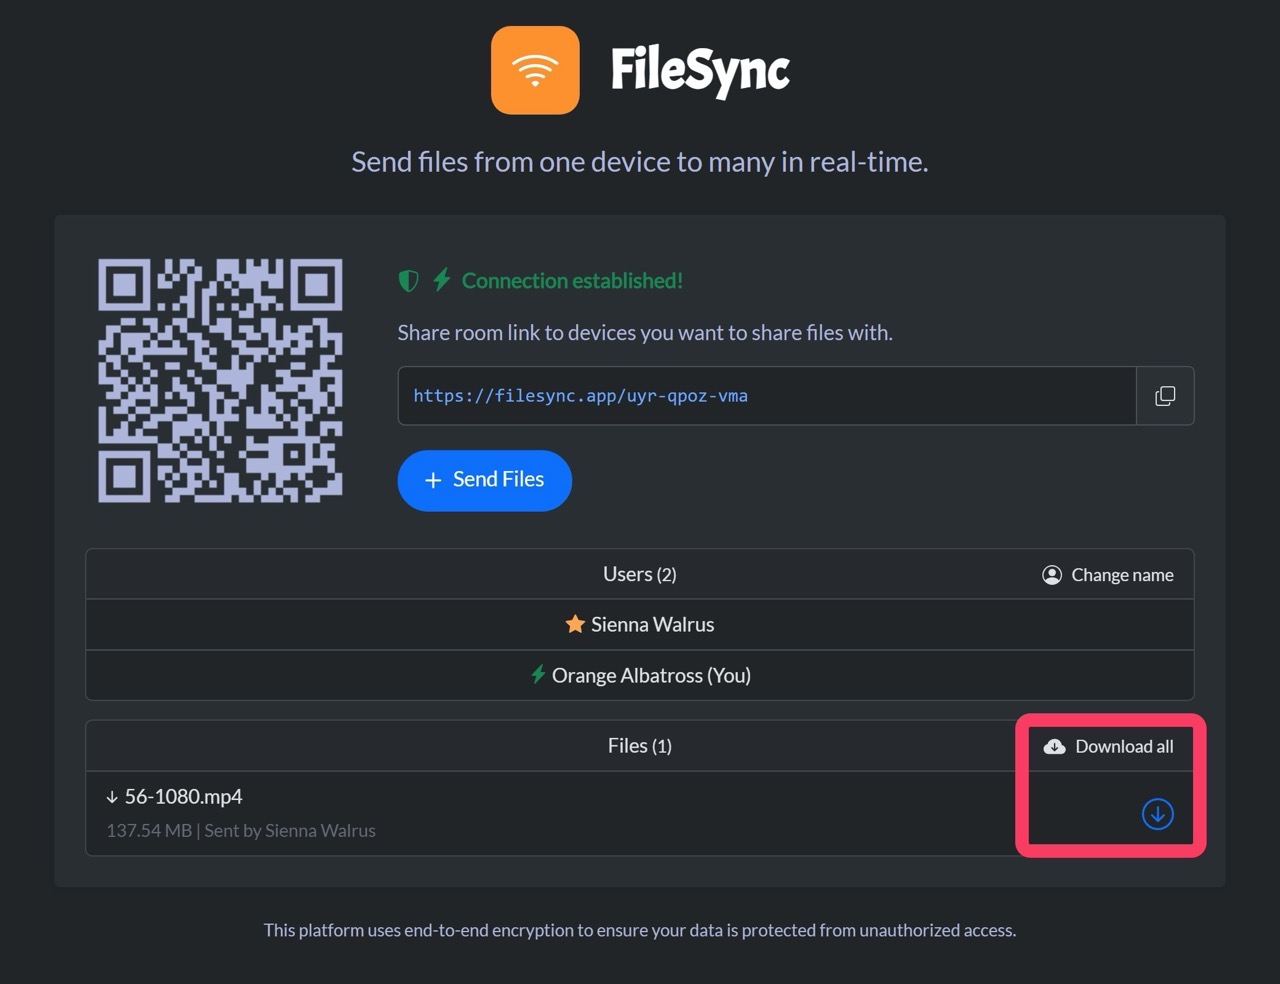 FileSync
Send files from one device to many in real-time.
Connection established!
Share room link to devices you want to share files with.
https://filesync.app/uyr-qpoz-vma
Send Files
Users (2)
Change name
Sienna Walrus
Orange Albatross (You)
Files (1)
Download all
56-1080.mp4
137.54 MB | Sent by Sienna Walrus
This platform uses end-to-end encryption to ensure your data is protected from unauthorized access.